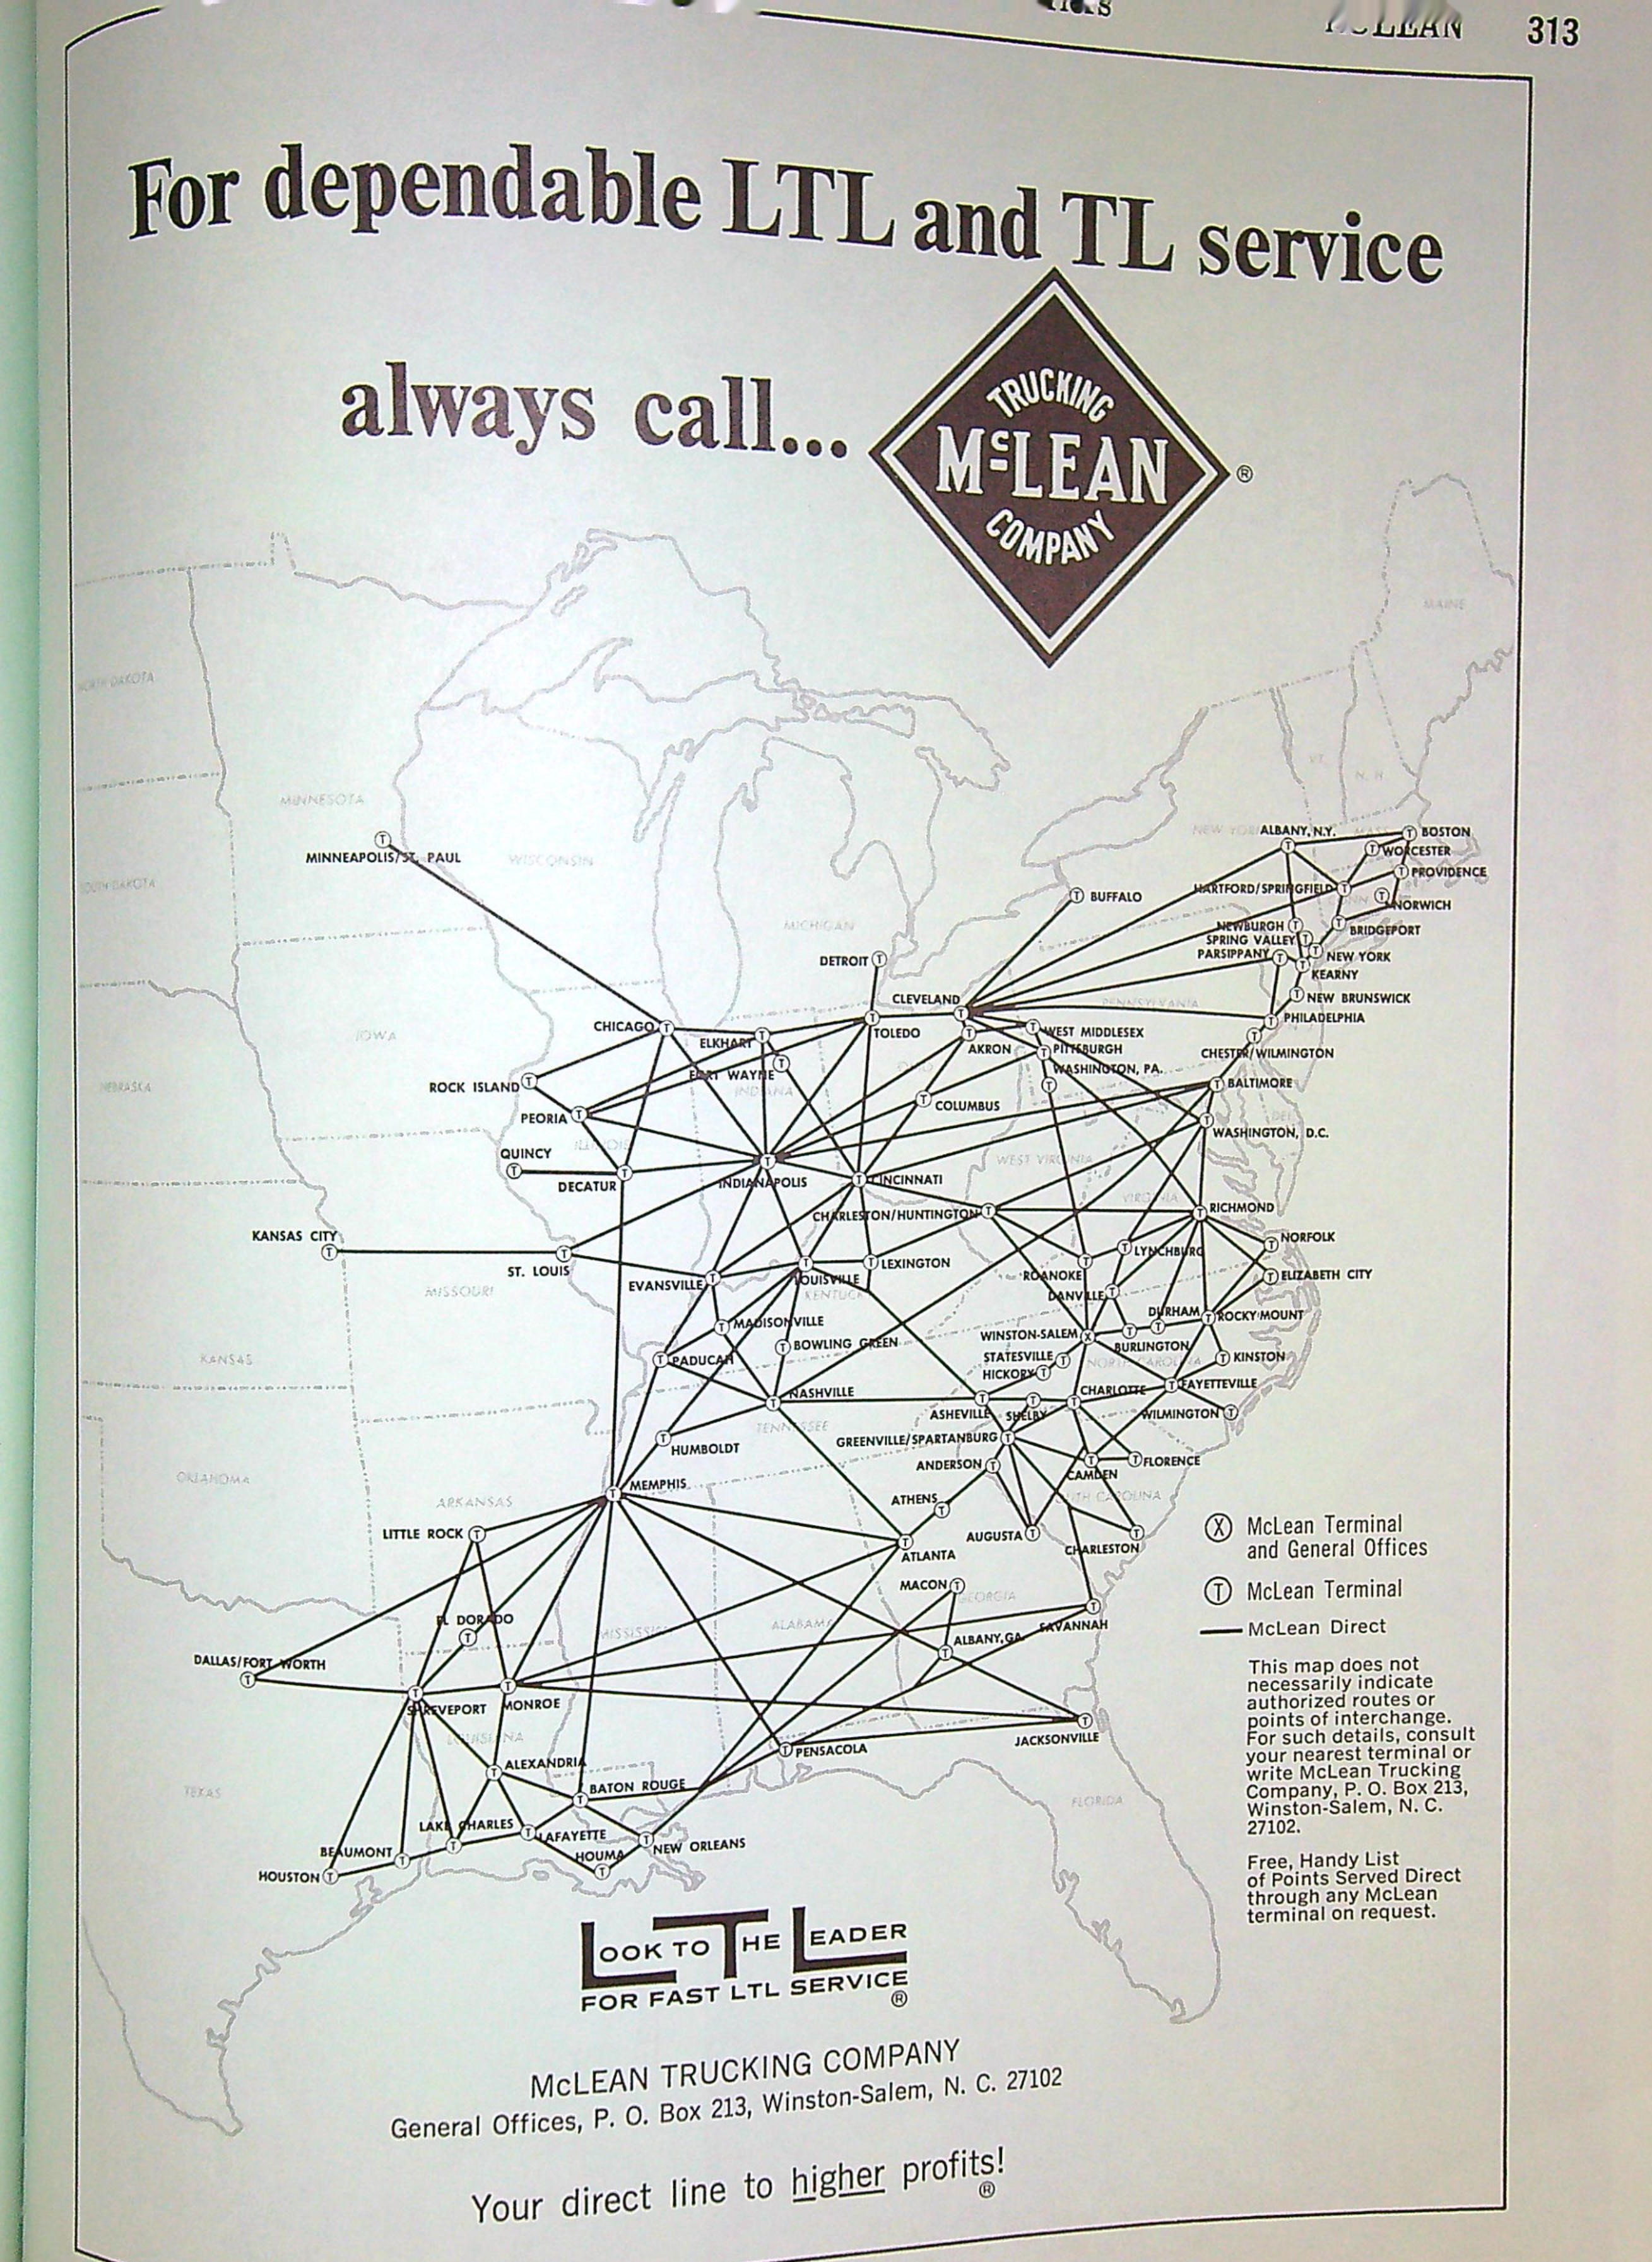 McLEAN 313
For dependable LTL and TL service
always call...
TRUCKING
McLEAN
COMPANY
®
MAINE
NORTH DAKOTA
VT.
N. H.
MINNESOTA
MINNEAPOLIS/ST. PAUL
WISCONSIN
SOUTH DAKOTA
NEW YORK
ALBANY, N.Y.
MASS
BOSTON
WORCESTER
PROVIDENCE
HARTFORD/SPRINGFIELD
CONN
NORWICH
BUFFALO
MICHIGAN
NEWBURGH
BRIDGEPORT
SPRING VALLEY
PARSIPPANY
NEW YORK
KEARNY
DETROIT
CLEVELAND
PENNSYLVANIA
NEW BRUNSWICK
PHILADELPHIA
CHICAGO
ELKHART
TOLEDO
AKRON
WEST MIDDLESEX
PITTSBURGH
CHESTER/WILMINGTON
IOWA
WASHINGTON, PA.
FORT WAYNE
OHIO
ROCK ISLAND
NEBRASKA
INDIANA
BALTIMORE
DEL
PEORIA
COLUMBUS
WASHINGTON, D.C.
ILLINOIS
QUINCY
DECATUR
INDIANAPOLIS
CINCINNATI
WEST VIRGINIA
VIRGINIA
CHARLESTON/HUNTINGTON
RICHMOND
KANSAS CITY
NORFOLK
LYNCHBURG
ST. LOUIS
EVANSVILLE
LOUISVILLE
LEXINGTON
ROANOKE
ELIZABETH CITY
MISSOURI
KENTUCKY
DANVILLE
MADISONVILLE
DURHAM
ROCKY MOUNT
WINSTON-SALEM
BURLINGTON
BOWLING GREEN
KANSAS
PADUCAH
STATESVILLE
NORTH CAROLINA
KINSTON
HICKORY
NASHVILLE
CHARLOTTE
FAYETTEVILLE
ASHEVILLE
SHELBY
WILMINGTON
TENNESSEE
GREENVILLE/SPARTANBURG
HUMBOLDT
ANDERSON
CAMDEN
FLORENCE
OKLAHOMA
MEMPHIS
ARKANSAS
ATHENS
SOUTH CAROLINA
LITTLE ROCK
AUGUSTA
ATLANTA
CHARLESTON
MACON
GEORGIA
EL DORADO
MISSISSIPPI
ALABAMA
ALBANY, GA.
SAVANNAH
DALLAS/FORT WORTH
SHREVEPORT
MONROE
LOUISIANA
JACKSONVILLE
PENSACOLA
ALEXANDRIA
BATON ROUGE
TEXAS
FLORIDA
LAKE CHARLES
LAFAYETTE
BEAUMONT
HOUMA
NEW ORLEANS
HOUSTON
X McLean Terminal
and General Offices
T McLean Terminal
McLean Direct
This map does not
necessarily indicate
authorized routes or
points of interchange.
For such details, consult
your nearest terminal or
write McLean Trucking
Company, P. O. Box 213,
Winston-Salem, N. C.
27102.
Free, Handy List
of Points Served Direct
through any McLean
terminal on request.
LOOK TO THE LEADER
FOR FAST LTL SERVICE
®
McLEAN TRUCKING COMPANY
General Offices, P. O. Box 213, Winston-Salem, N. C. 27102
Your direct line to higher profits!
®